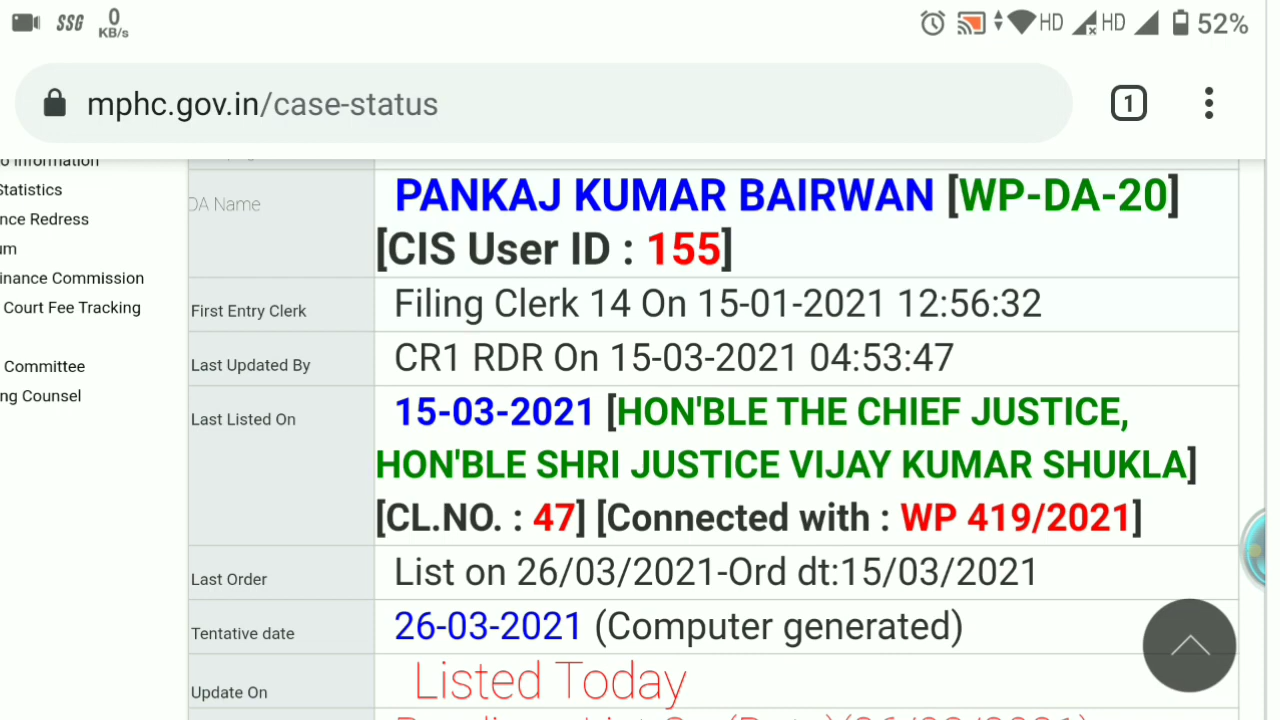 SSG 0 KB/s HD HD 52%
mphc.gov.in/case-status 1
o Information
Statistics
nce Redress
um
inance Commission
Court Fee Tracking
Committee
ng Counsel
DA Name PANKAJ KUMAR BAIRWAN [WP-DA-20]
[CIS User ID : 155]
First Entry Clerk Filing Clerk 14 On 15-01-2021 12:56:32
Last Updated By CR1 RDR On 15-03-2021 04:53:47
Last Listed On 15-03-2021 [HON'BLE THE CHIEF JUSTICE,
HON'BLE SHRI JUSTICE VIJAY KUMAR SHUKLA]
[CL.NO. : 47] [Connected with : WP 419/2021]
Last Order List on 26/03/2021-Ord dt:15/03/2021
Tentative date 26-03-2021 (Computer generated)
Update On Listed Today